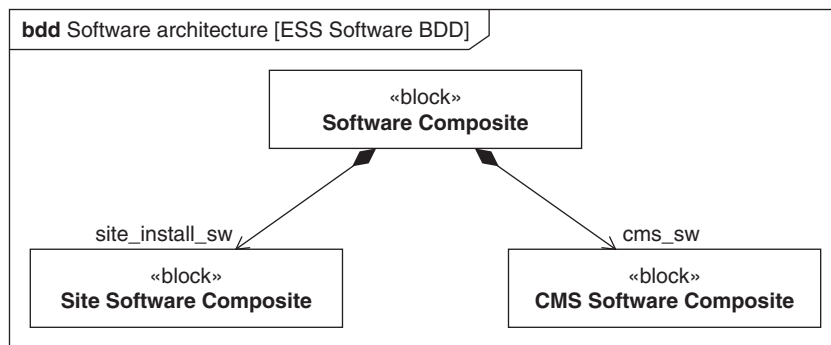 bdd Software architecture [ESS Software BDD]
«block»
Software Composite
site_install_sw
cms_sw
«block»
Site Software Composite
«block»
CMS Software Composite